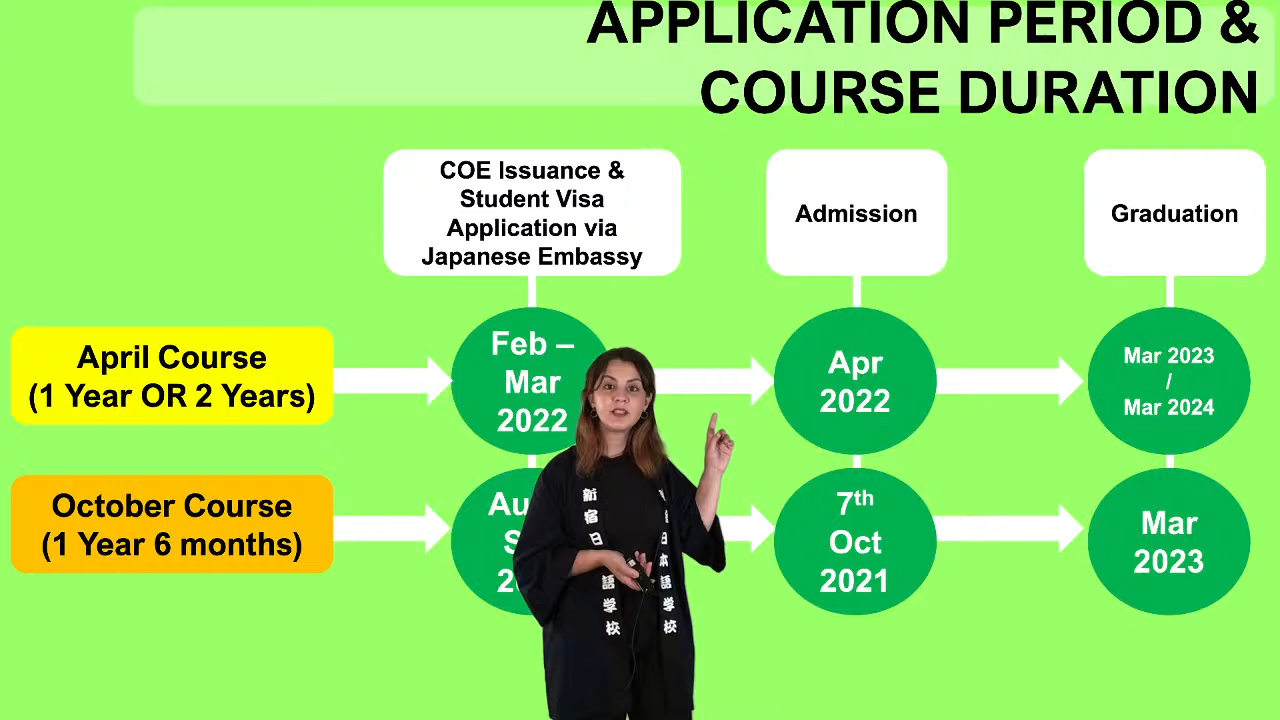 APPLICATION PERIOD &
COURSE DURATION
COE Issuance &
Student Visa
Application via
Japanese Embassy
Admission
Graduation
April Course
(1 Year OR 2 Years)
Feb –
Mar
2022
Apr
2022
Mar 2023
/
Mar 2024
October Course
(1 Year 6 months)
7th
Oct
2021
Mar
2023
新宿日本語学校
新宿日語学校